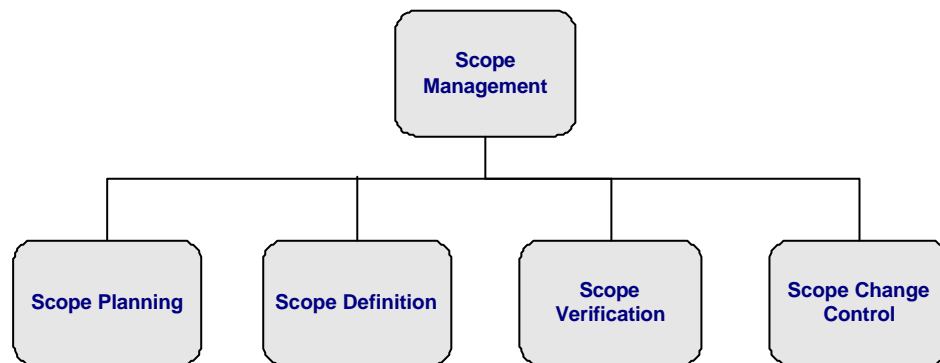 Scope
Management
Scope Planning
Scope Definition
Scope
Verification
Scope Change
Control